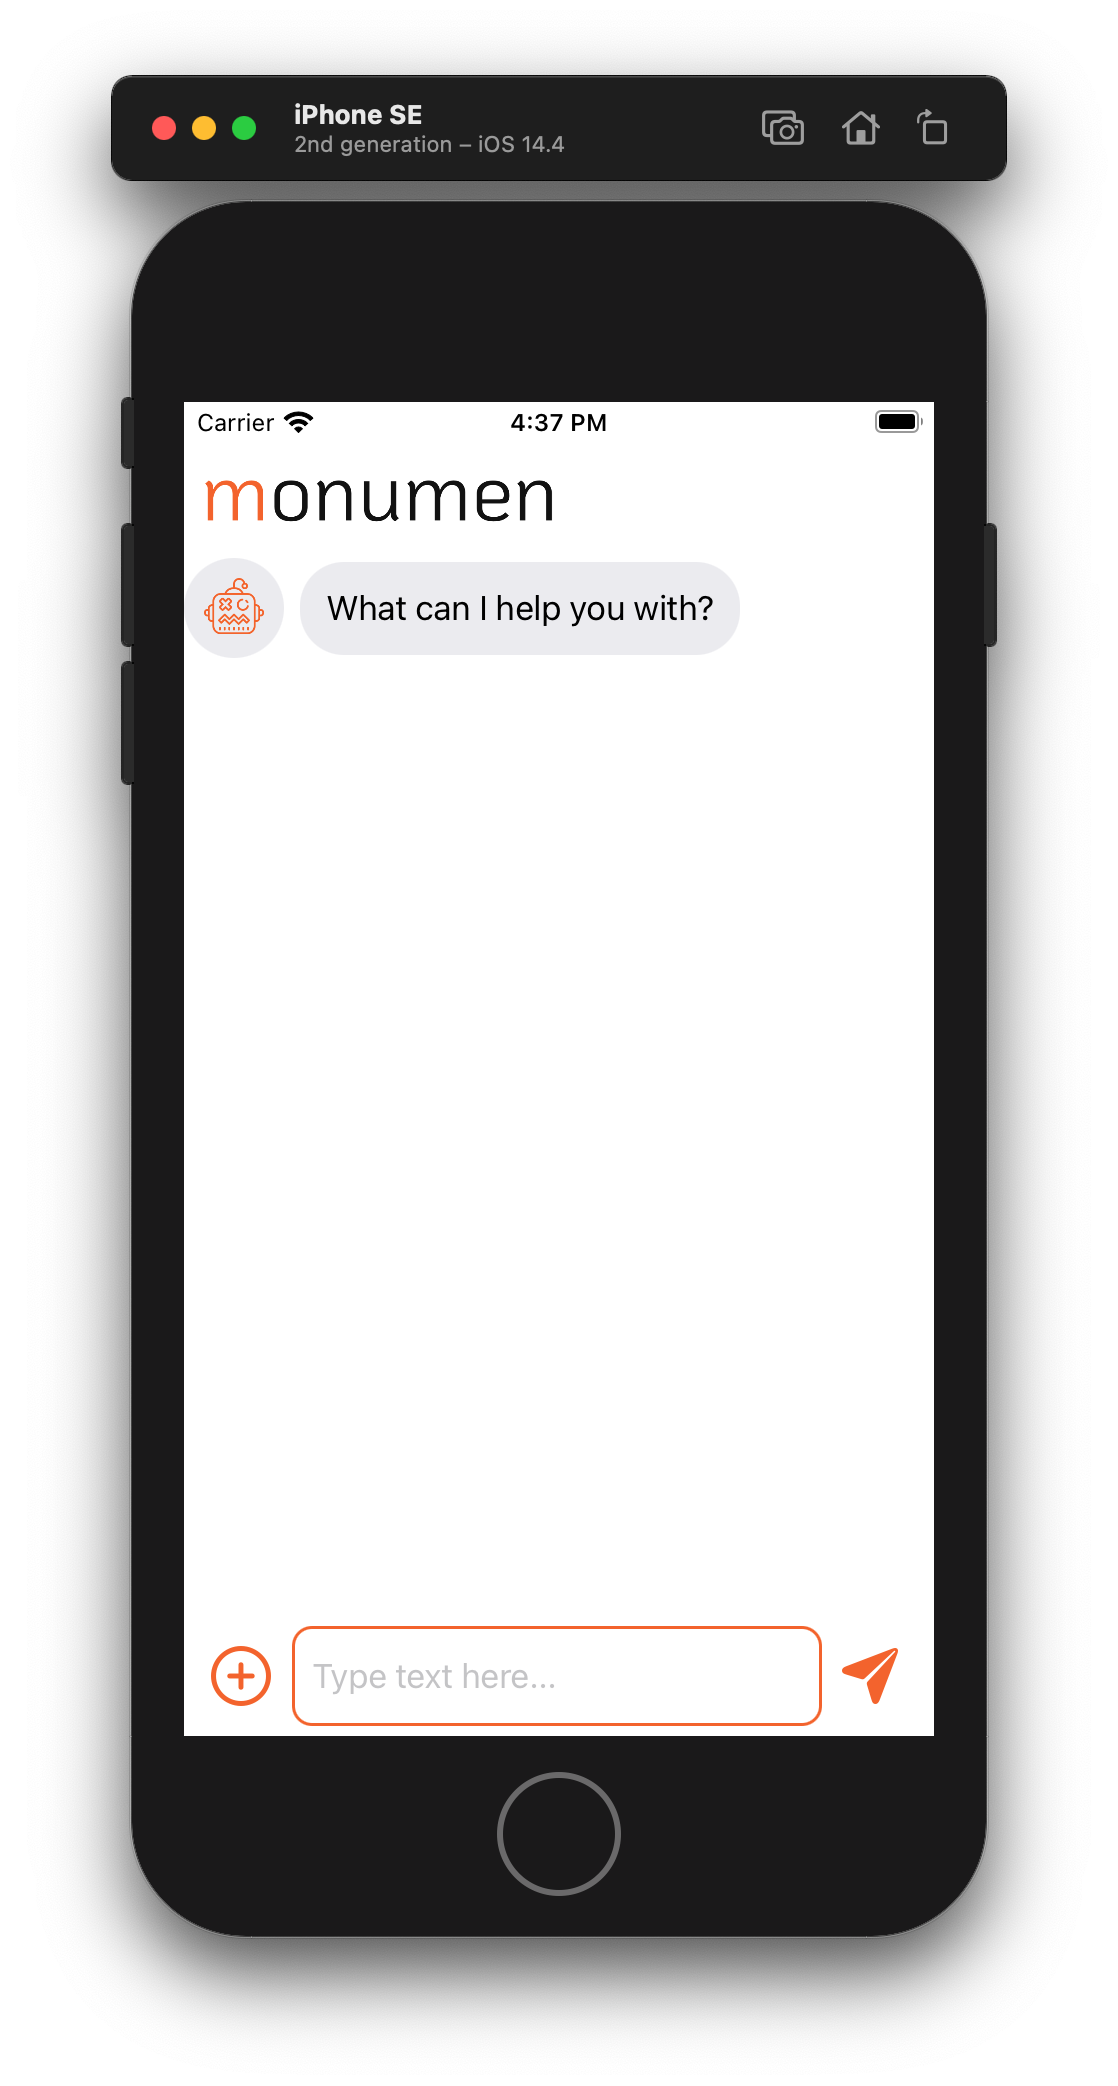 iPhone SE
2nd generation – iOS 14.4
Carrier 4:37 PM
monumen
What can I help you with?
Type text here...